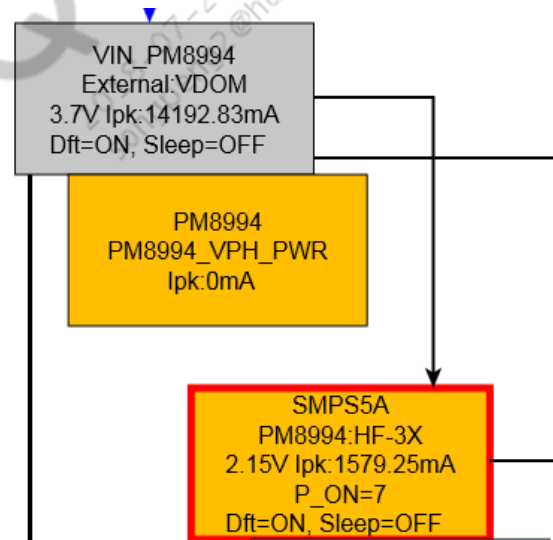 VIN_PM8994
External:VDOM
3.7V Ipk:14192.83mA
Dft=ON, Sleep=OFF
PM8994
PM8994_VPH_PWR
Ipk:0mA
SMPS5A
PM8994:HF-3X
2.15V Ipk:1579.25mA
P_ON=7
Dft=ON, Sleep=OFF